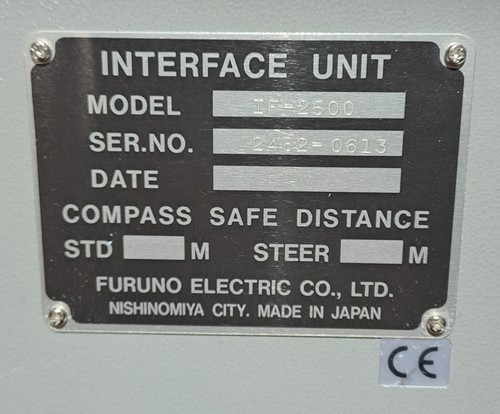 INTERFACE UNIT
MODEL IF-2500
SER.NO. 2482-0613
DATE
COMPASS SAFE DISTANCE
STD M STEER M
FURUNO ELECTRIC CO., LTD.
NISHINOMIYA CITY. MADE IN JAPAN
CE